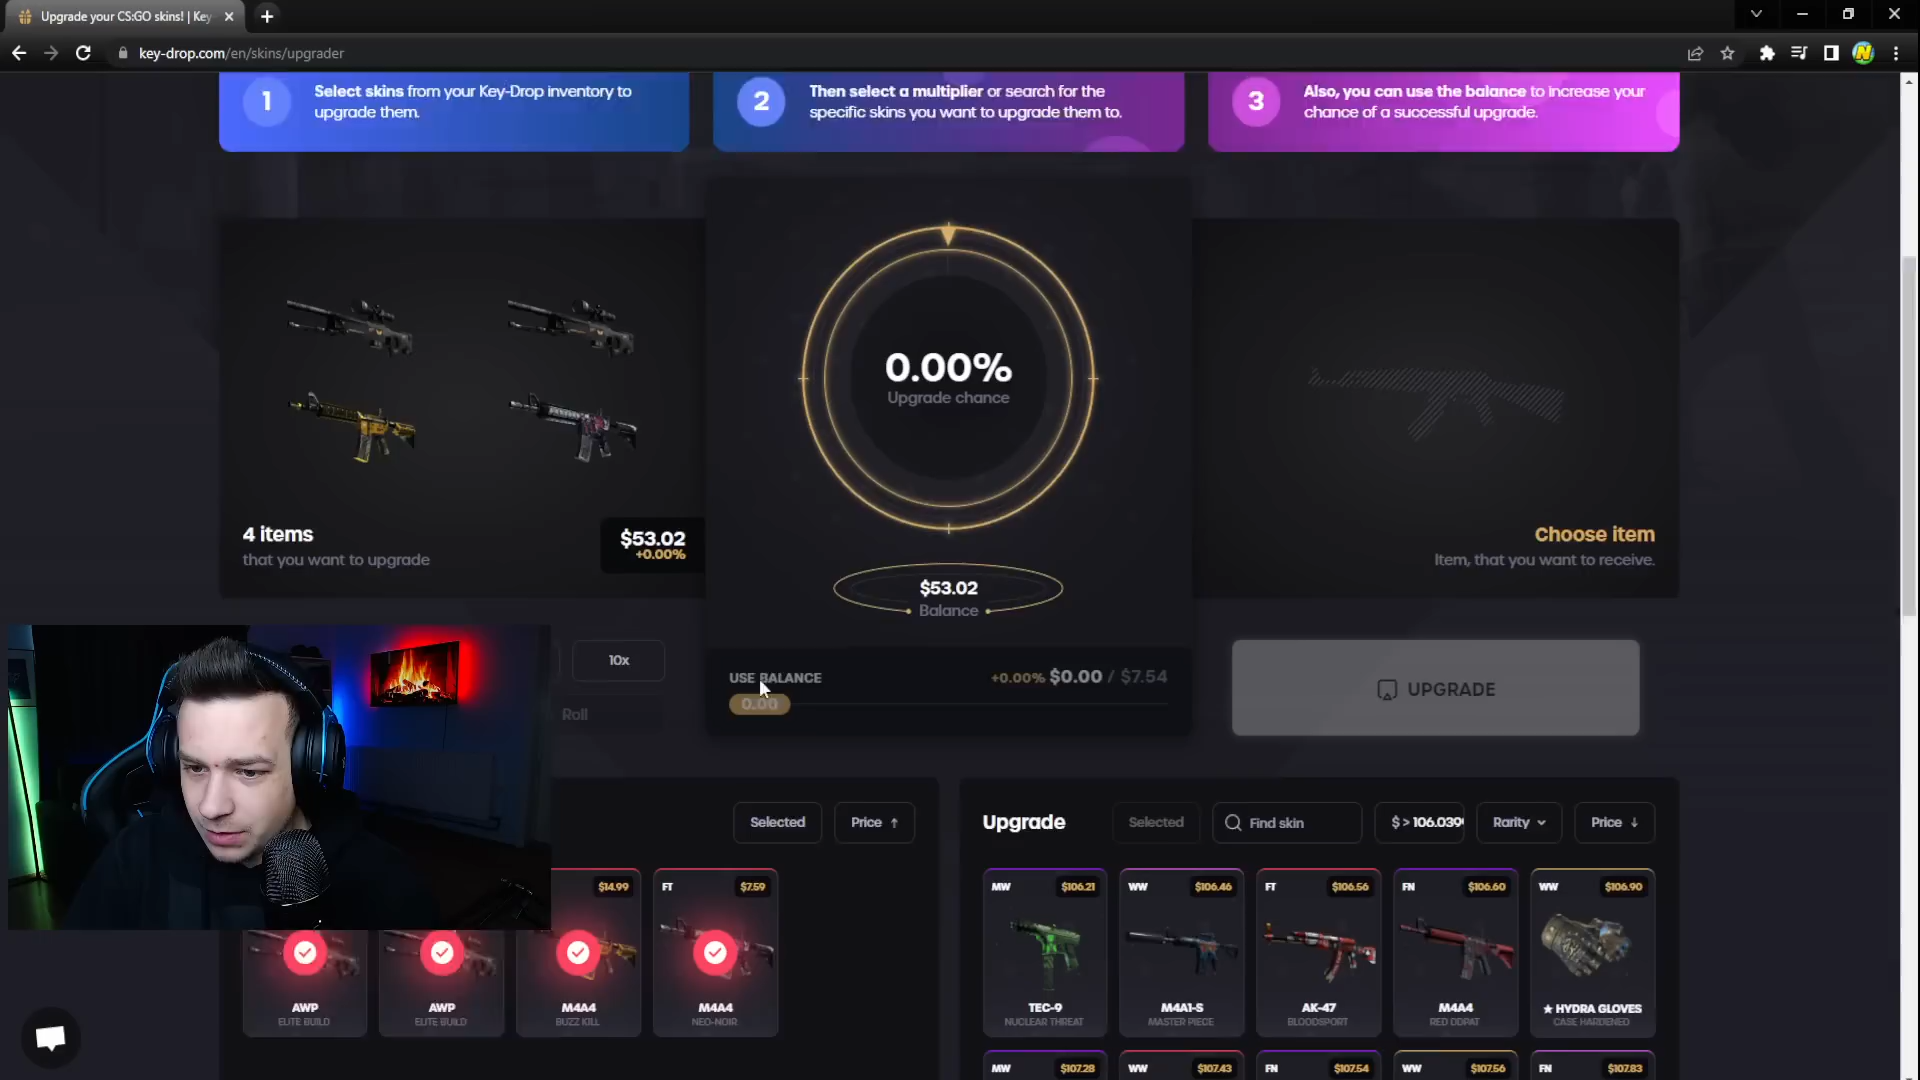 Upgrade your CS:GO skins! | Key
key-drop.com/en/skins/upgrader
1
Select skins from your Key-Drop inventory to
upgrade them.
2
Then select a multiplier or search for the
specific skins you want to upgrade them to.
3
Also, you can use the balance to increase your
chance of a successful upgrade.
0.00%
Upgrade chance
4 items
that you want to upgrade
$53.02
+0.00%
Choose item
Item, that you want to receive.
$53.02
Balance
10x
Roll
USE BALANCE
+0.00% $0.00 / $7.54
0.00
UPGRADE
Selected
Price ↑
Upgrade
Selected
Find skin
$ > 106.039
Rarity
Price ↓
$14.99
FT $7.59
MW $106.21
WW $106.46
FT $106.56
FN $106.60
WW $106.90
AWP
ELITE BUILD
AWP
ELITE BUILD
M4A4
BUZZ KILL
M4A4
NEO-NOIR
TEC-9
NUCLEAR THREAT
M4A1-S
MASTER PIECE
AK-47
BLOODSPORT
M4A4
RED DDPAT
★ HYDRA GLOVES
CASE HARDENED
MW $107.28
WW $107.43
FN $107.54
WW $107.56
FN $107.83